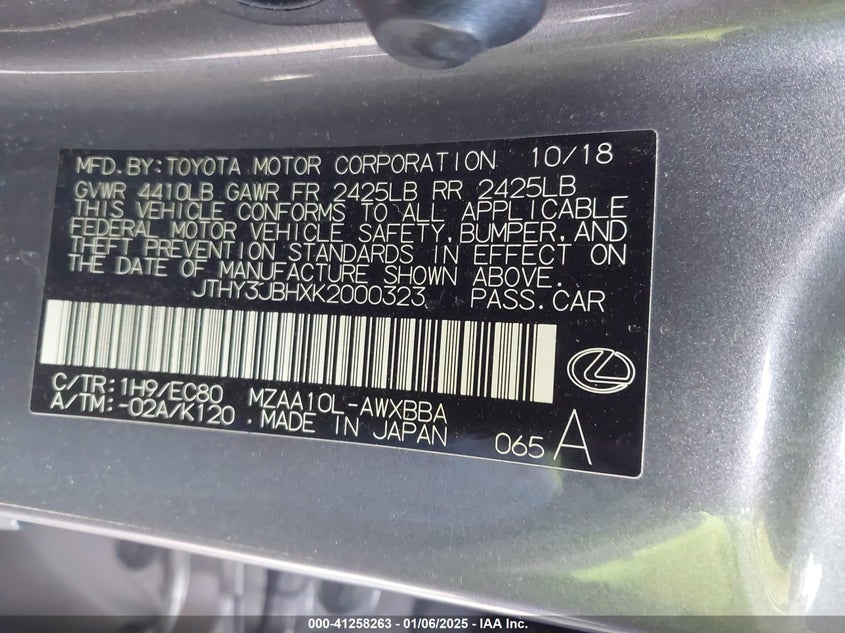 MFD.BY:TOYOTA MOTOR CORPORATION 10/18
GVWR 4410LB GAWR FR 2425LB RR 2425LB
THIS VEHICLE CONFORMS TO ALL APPLICABLE
FEDERAL MOTOR VEHICLE SAFETY,BUMPER,AND
THEFT PREVENTION STANDARDS IN EFFECT ON
THE DATE OF MANUFACTURE SHOWN ABOVE.
JTHY3JBHXK2000323 PASS.CAR
C/TR:1H9/EC80 MZAA10L-AWXBBA
A/TM:-02A/K120 ·MADE IN JAPAN
065 A
000-41258263 - 01/06/2025 - IAA Inc.